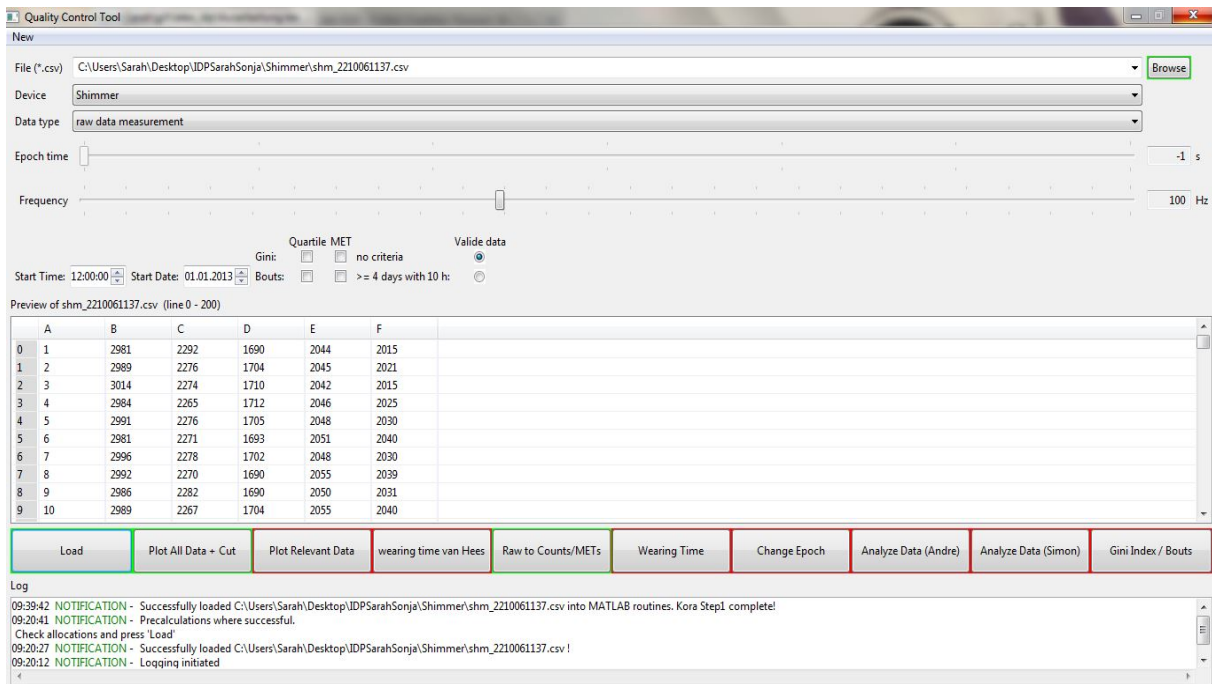 Quality Control Tool
New
File (*.csv) C:\Users\Sarah\Desktop\IDPSarahSonja\Shimmer\shm_2210061137.csv Browse
Device Shimmer
Data type raw data measurement
Epoch time -1 s
Frequency 100 Hz
Quartile MET Valide data
Gini: no criteria
Start Time: 12:00:00 Start Date: 01.01.2013 Bouts: >= 4 days with 10 h:
Preview of shm_2210061137.csv (line 0 - 200)
A B C D E F
0 1 2981 2292 1690 2044 2015
1 2 2989 2276 1704 2045 2021
2 3 3014 2274 1710 2042 2015
3 4 2984 2265 1712 2046 2025
4 5 2991 2276 1705 2048 2030
5 6 2981 2271 1693 2051 2040
6 7 2996 2278 1702 2048 2030
7 8 2992 2270 1690 2055 2039
8 9 2986 2282 1690 2050 2031
9 10 2989 2267 1704 2055 2040
Load Plot All Data + Cut Plot Relevant Data wearing time van Hees Raw to Counts/METs Wearing Time Change Epoch Analyze Data (Andre) Analyze Data (Simon) Gini Index / Bouts
Log
09:39:42 NOTIFICATION - Successfully loaded C:\Users\Sarah\Desktop\IDPSarahSonja\Shimmer\shm_2210061137.csv into MATLAB routines. Kora Step1 complete!
09:20:41 NOTIFICATION - Precalculations where successful.
Check allocations and press 'Load'
09:20:27 NOTIFICATION - Successfully loaded C:\Users\Sarah\Desktop\IDPSarahSonja\Shimmer\shm_2210061137.csv !
09:20:12 NOTIFICATION - Logging initiated